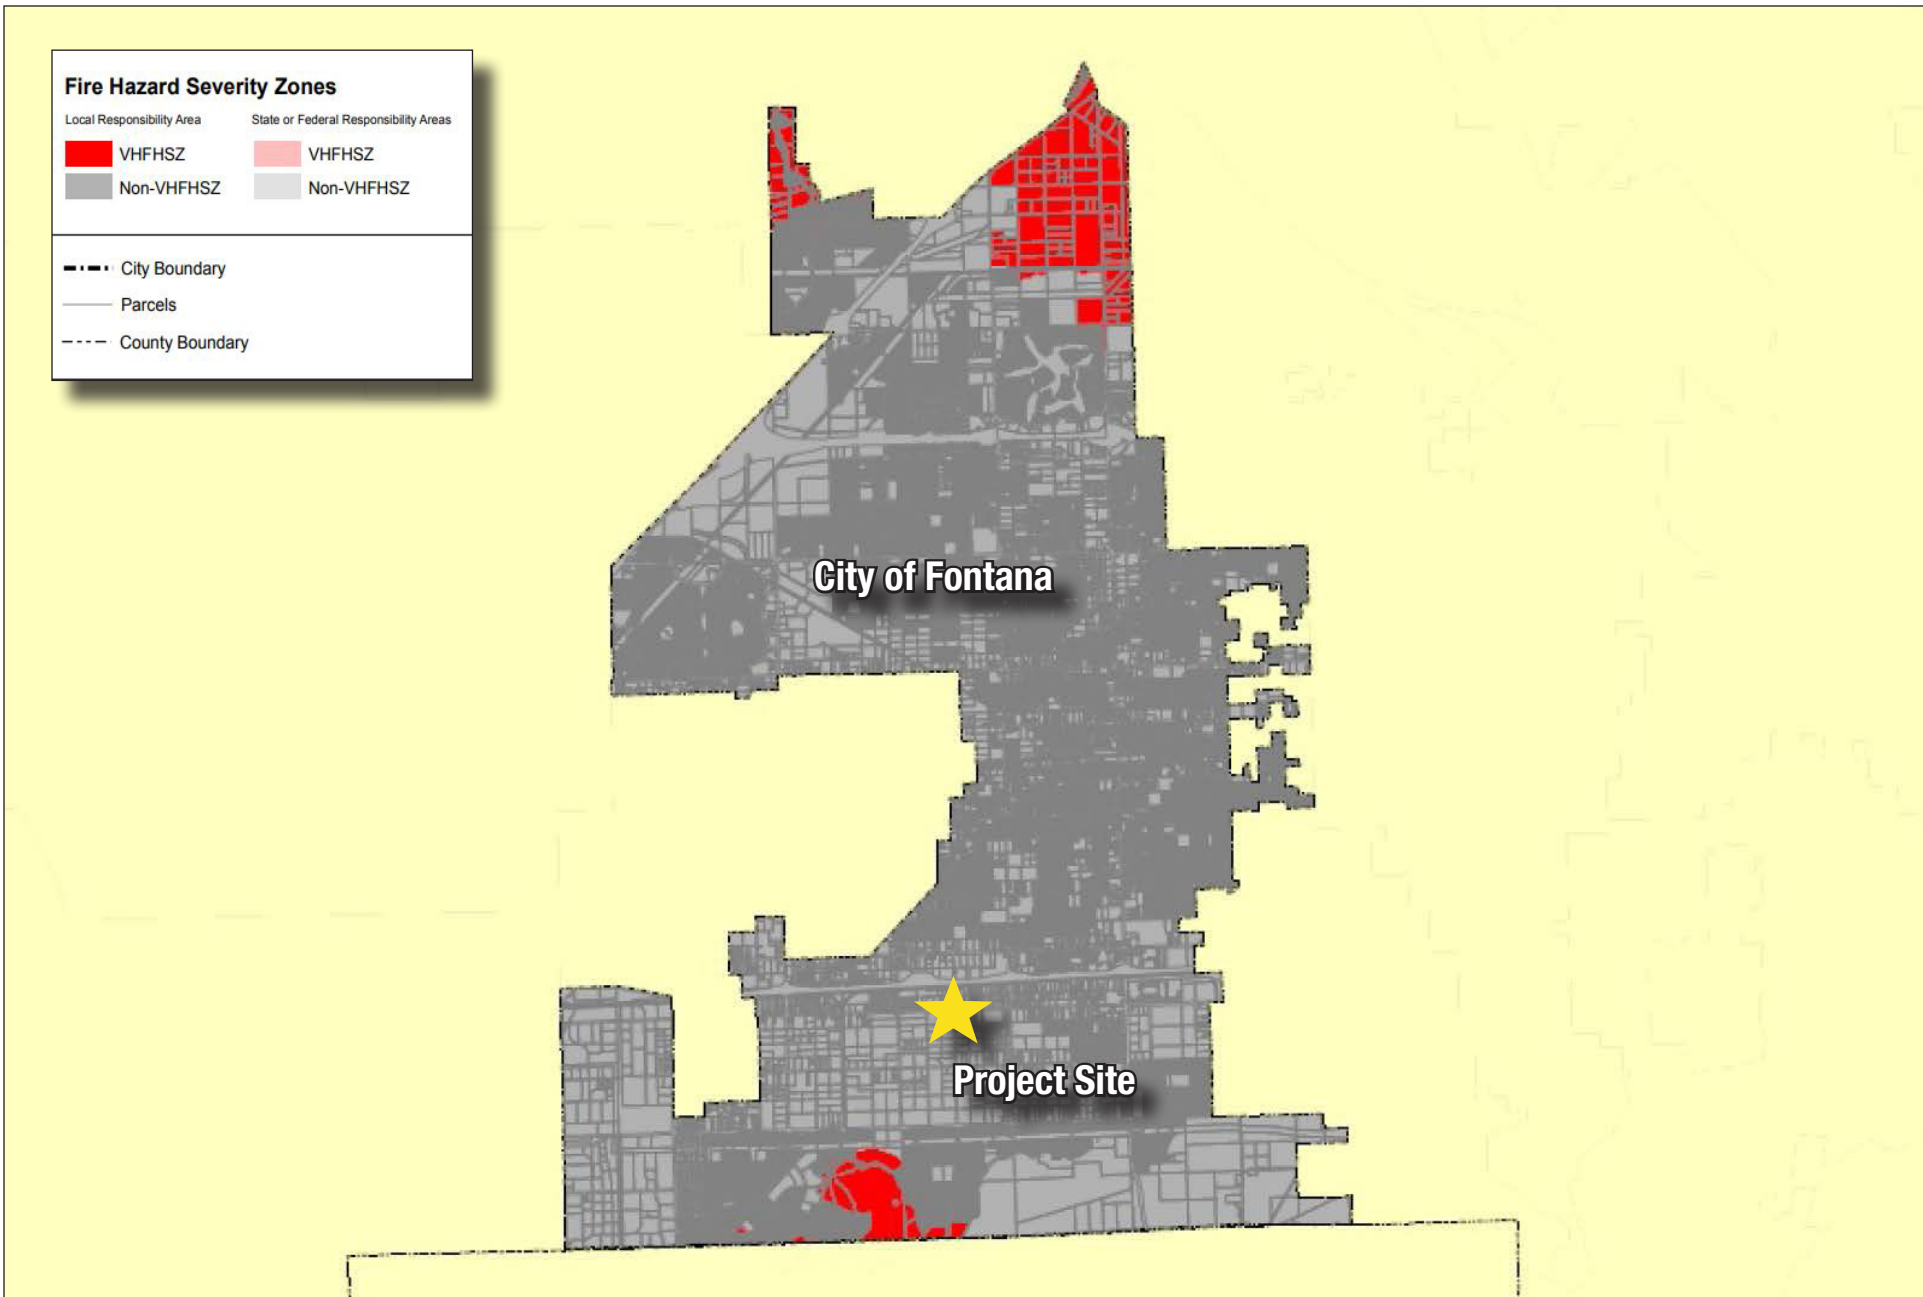 Fire Hazard Severity Zones
Local Responsibility Area State or Federal Responsibility Areas
VHFHSZ VHFHSZ
Non-VHFHSZ Non-VHFHSZ
City Boundary
Parcels
County Boundary
City of Fontana
Project Site